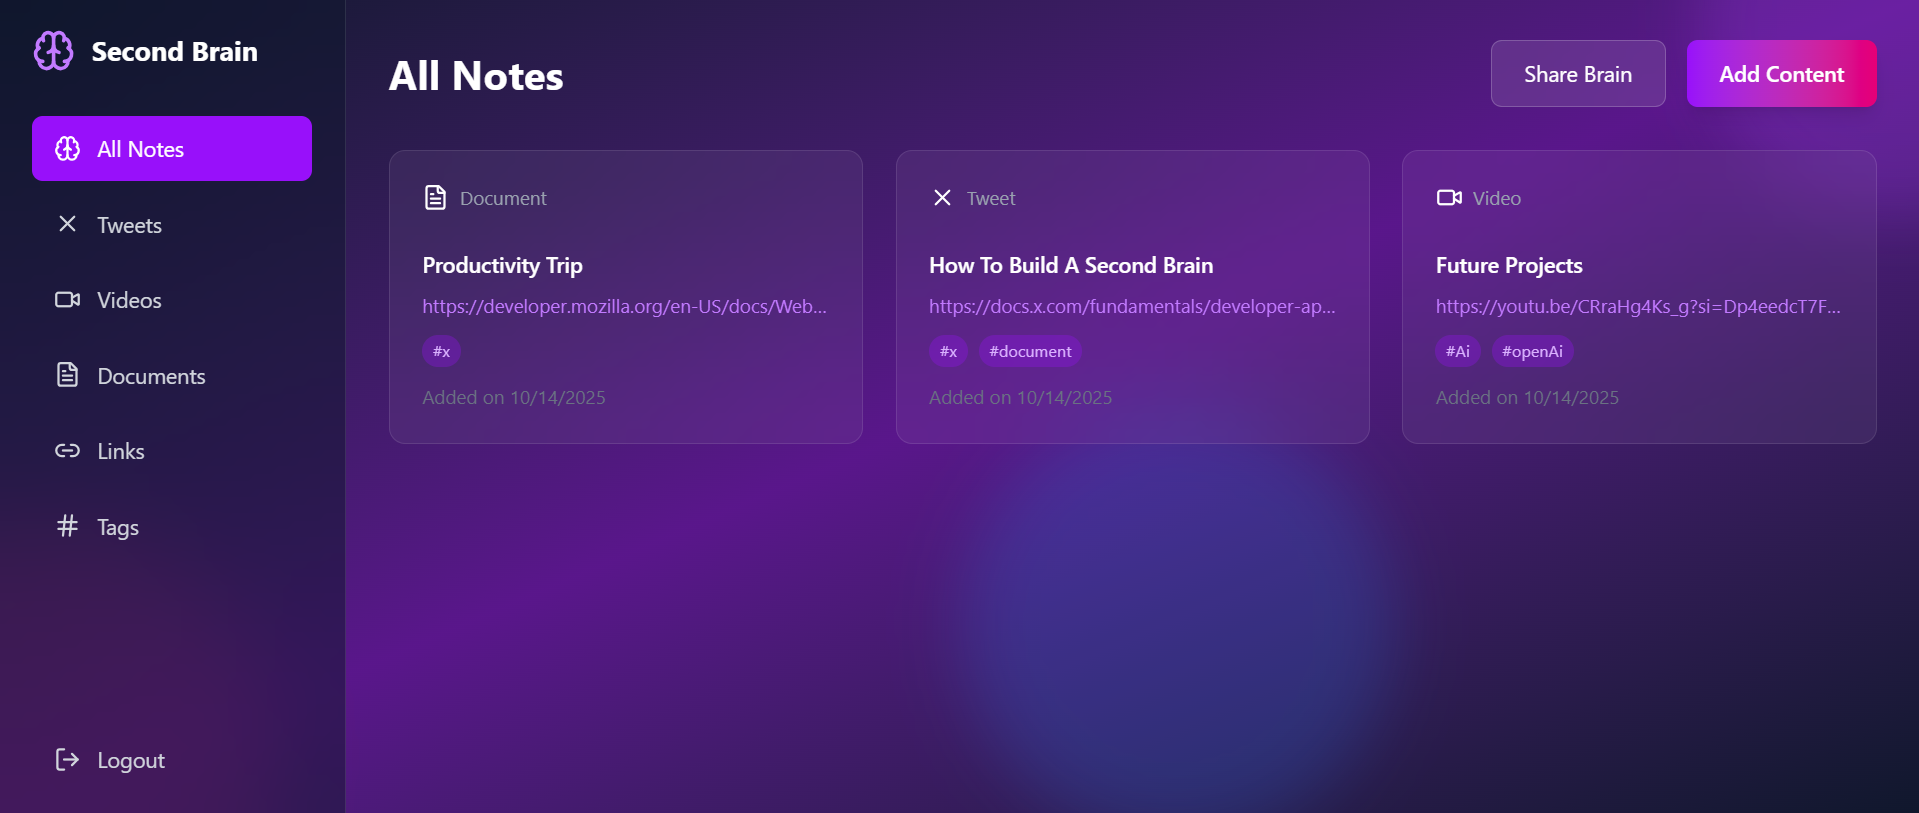 Second Brain
All Notes
Tweets
Videos
Documents
Links
Tags
Logout
All Notes
Share Brain
Add Content
Document
Productivity Trip
https://developer.mozilla.org/en-US/docs/Web...
#x
Added on 10/14/2025
Tweet
How To Build A Second Brain
https://docs.x.com/fundamentals/developer-ap...
#x #document
Added on 10/14/2025
Video
Future Projects
https://youtu.be/CRraHg4Ks_g?si=Dp4eedcT7F...
#Ai #openAi
Added on 10/14/2025